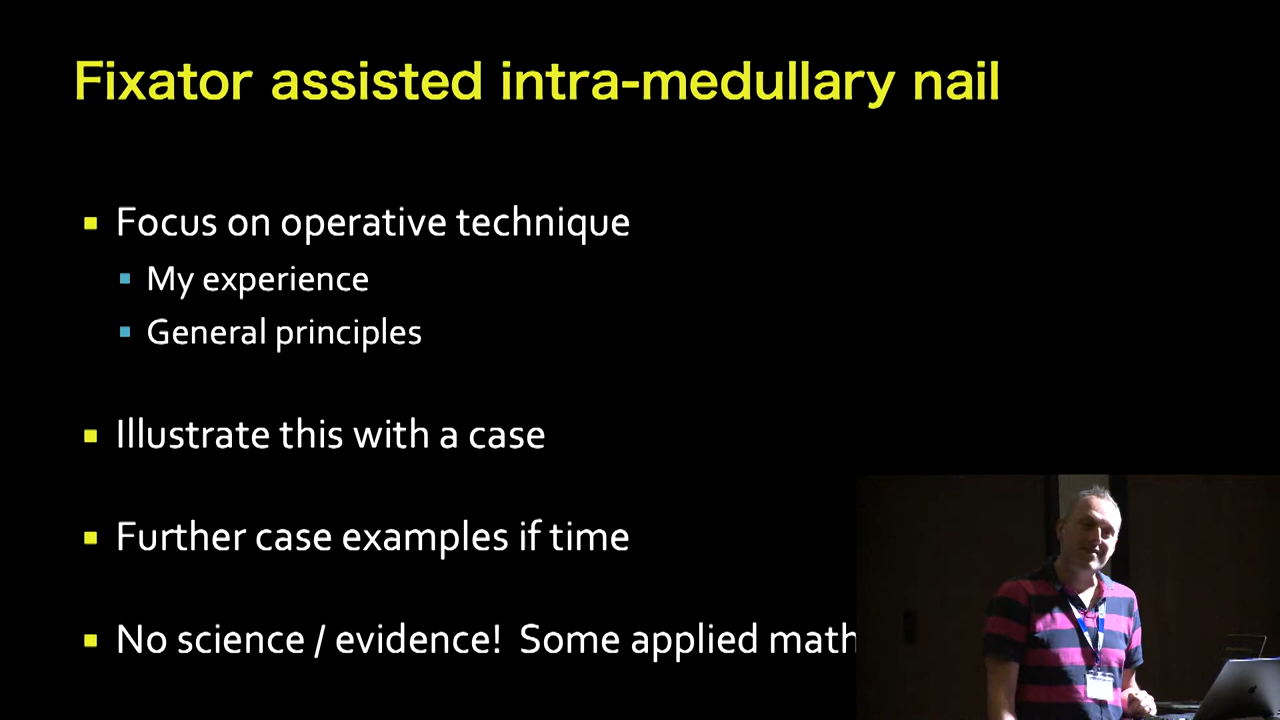 Fixator assisted intra-medullary nail
Focus on operative technique
My experience
General principles
Illustrate this with a case
Further case examples if time
No science / evidence! Some applied math